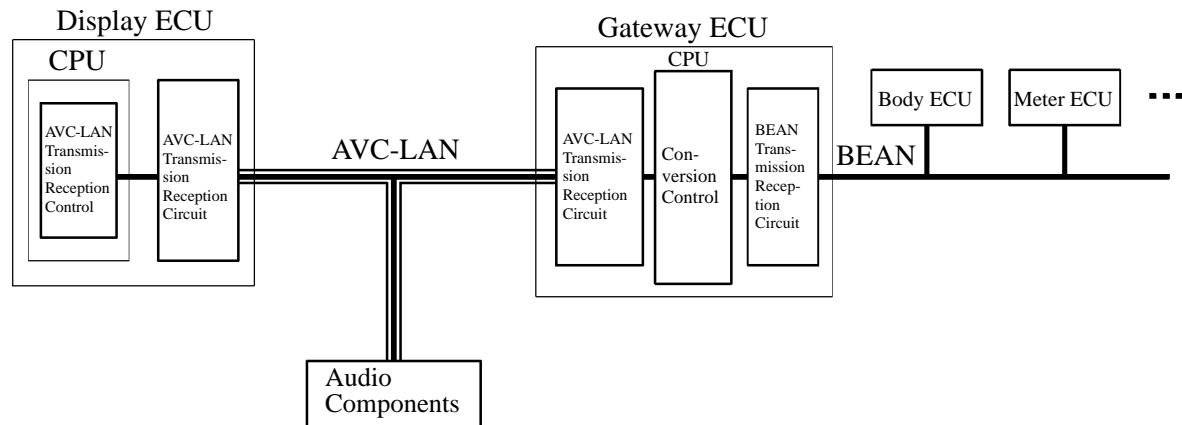 Display ECU
CPU
AVC-LAN
Transmis-
sion
Reception
Control
AVC-LAN
Transmis-
sion
Reception
Circuit
AVC-LAN
Gateway ECU
CPU
AVC-LAN
Transmis-
sion
Reception
Circuit
Con-
version
Control
BEAN
Trans-
mission
Recep-
tion
Circuit
BEAN
Body ECU
Meter ECU
Audio
Components